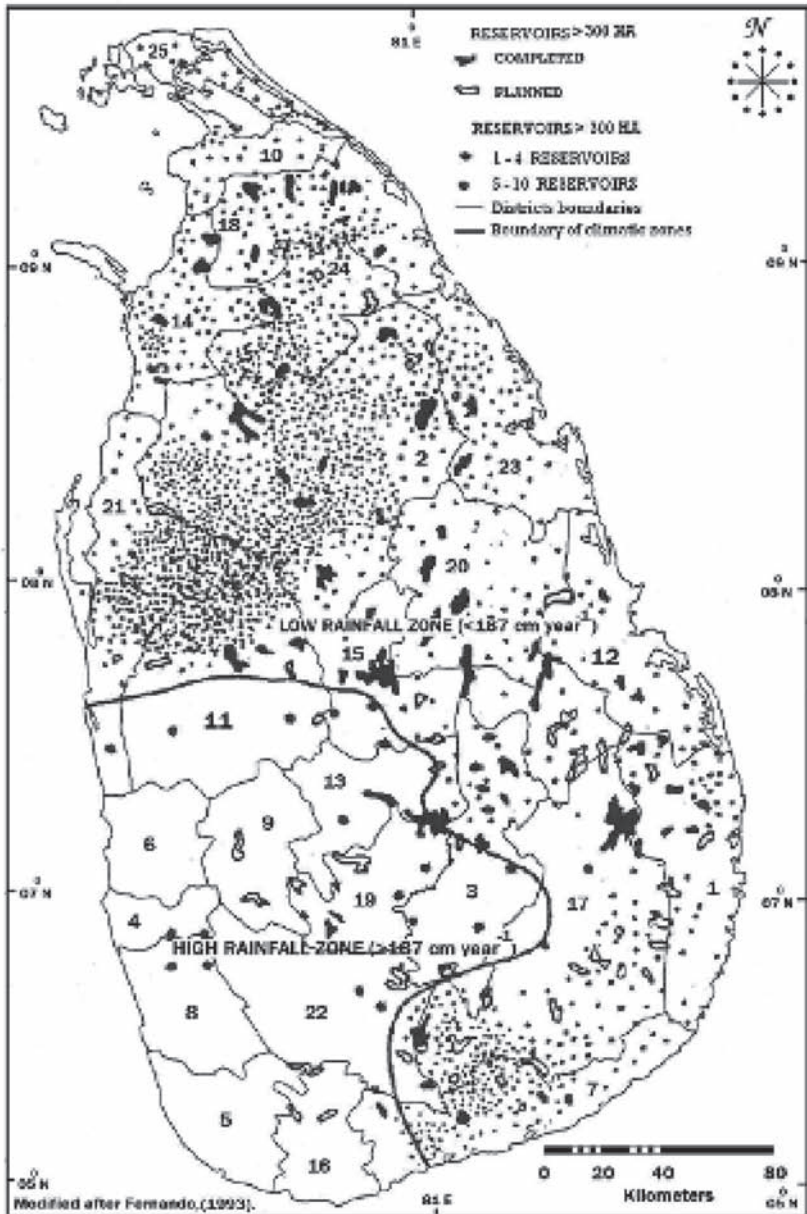 RESERVOIRS > 300 HA
COMPLETED
PLANNED
RESERVOIRS > 300 HA
1 - 4 RESERVOIRS
5 - 10 RESERVOIRS
Districts boundaries
Boundary of climatic zones
N
81 E
25
10
18
24
09 N
09 N
14
2
23
21
20
08 N
08 N
LOW RAINFALL ZONE (<187 cm year⁻¹)
15
12
11
13
6
9
19
3
17
1
07 N
07 N
4
HIGH RAINFALL ZONE (>187 cm year⁻¹)
8
22
7
5
16
0 20 40 80
Kilometers
81 E
Modified after Fernando,(1993).